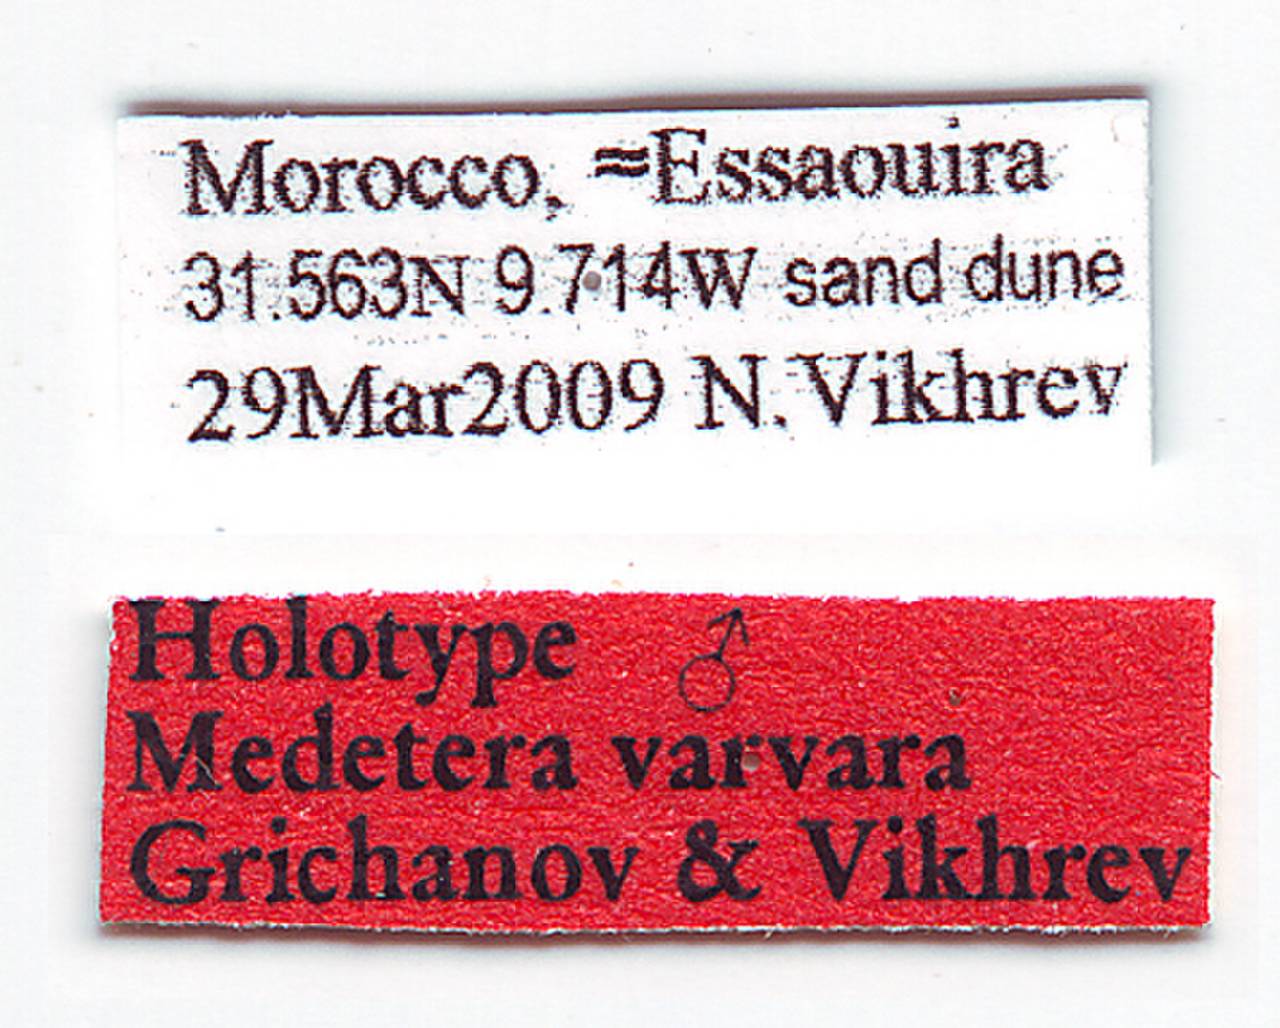 Morocco, ≈Essaouira
31.563N 9.714W sand dune
29Mar2009 N.Vikhrev
Holotype ♂
Medetera varvara
Grichanov & Vikhrev